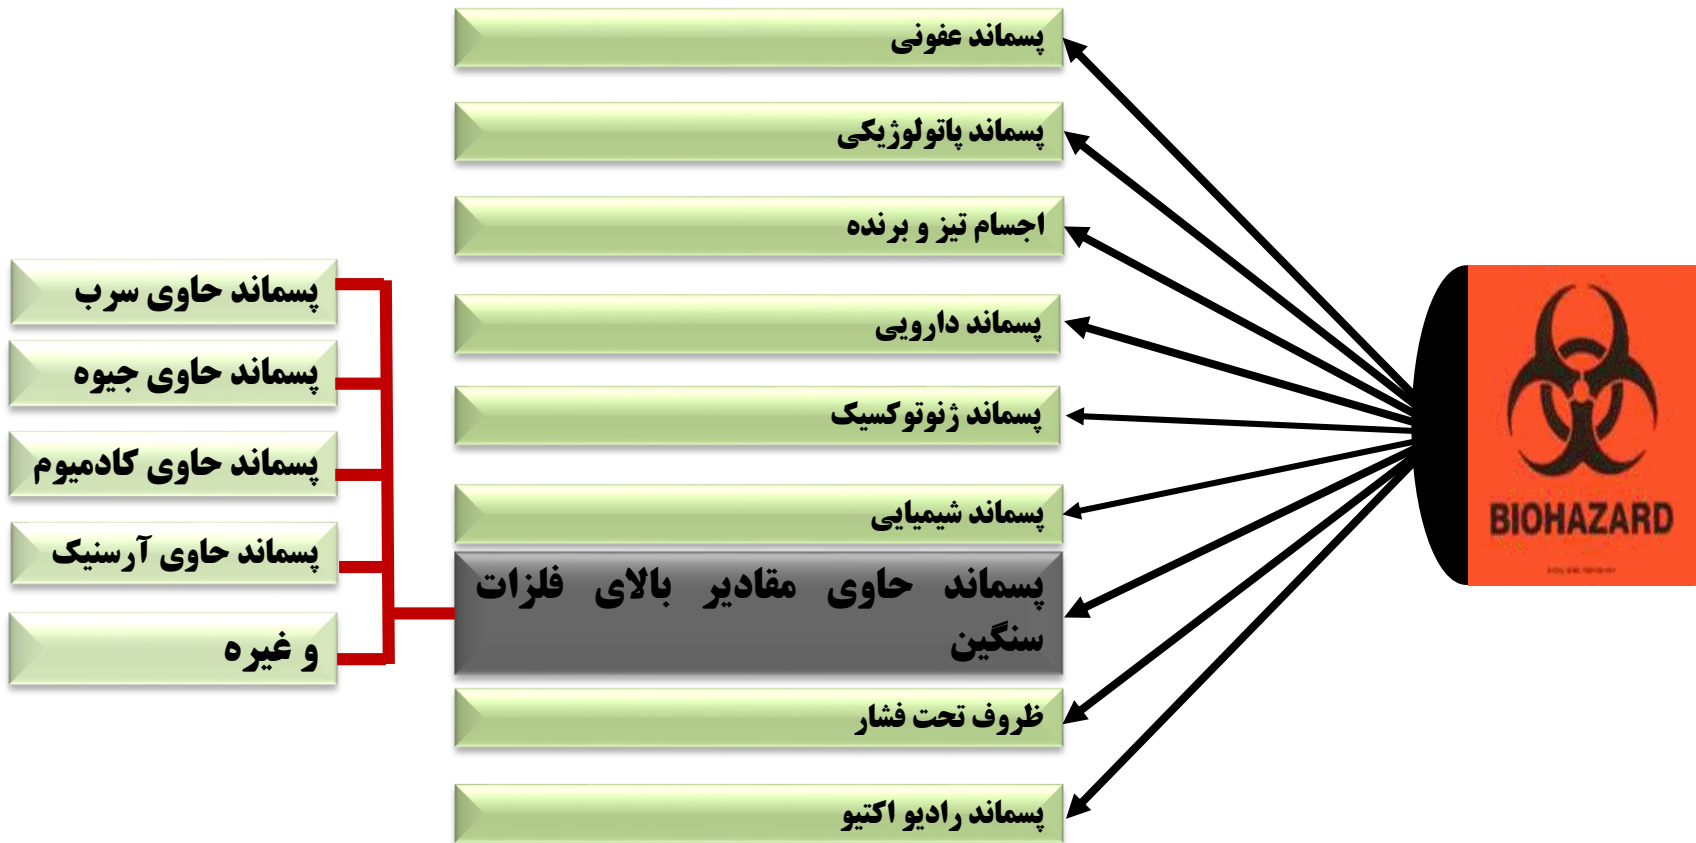 پسماند عفونی
پسماند پاتولوژیکی
اجسام تیز و برنده
پسماند دارویی
پسماند ژنوتوکسیک
پسماند شیمیایی
پسماند حاوی مقادیر بالای فلزات
سنگین
ظروف تحت فشار
پسماند رادیو اکتیو
پسماند حاوی سرب
پسماند حاوی جیوه
پسماند حاوی کادمیوم
پسماند حاوی آرسنیک
و غیره
BIOHAZARD